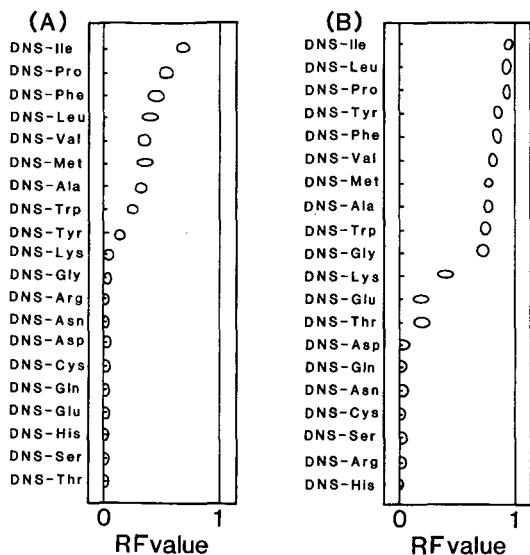 (A)
DNS-Ile
DNS-Pro
DNS-Phe
DNS-Leu
DNS-Val
DNS-Met
DNS-Ala
DNS-Trp
DNS-Tyr
DNS-Lys
DNS-Gly
DNS-Arg
DNS-Asn
DNS-Asp
DNS-Cys
DNS-Gln
DNS-Glu
DNS-His
DNS-Ser
DNS-Thr
0 1
RFvalue
(B)
DNS-Ile
DNS-Leu
DNS-Pro
DNS-Tyr
DNS-Phe
DNS-Val
DNS-Met
DNS-Ala
DNS-Trp
DNS-Gly
DNS-Lys
DNS-Glu
DNS-Thr
DNS-Asp
DNS-Gln
DNS-Asn
DNS-Cys
DNS-Ser
DNS-Arg
DNS-His
0 1
RFvalue